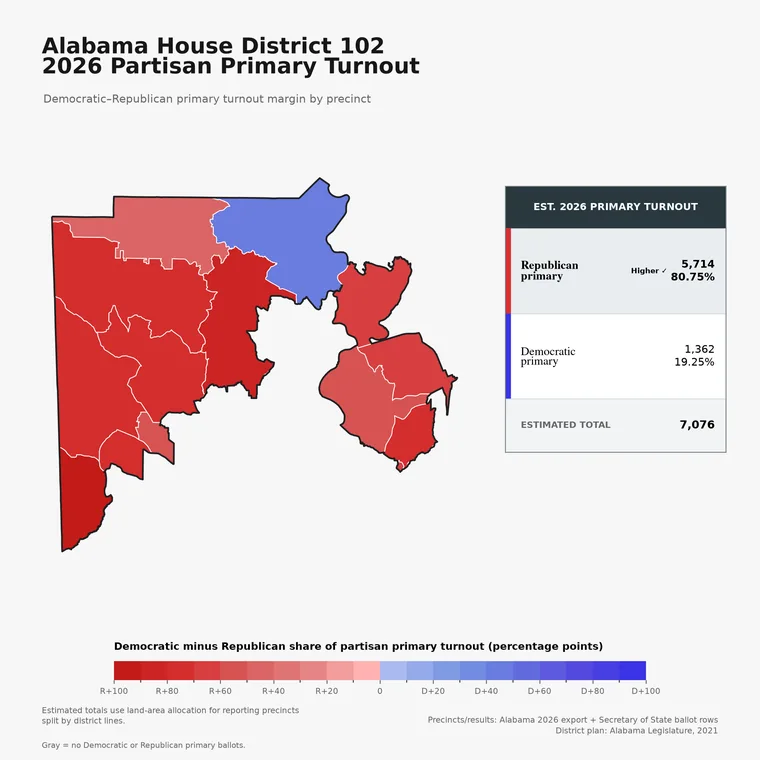 Alabama House District 102
2026 Partisan Primary Turnout
Democratic–Republican primary turnout margin by precinct
EST. 2026 PRIMARY TURNOUT
Republican
primary
Higher ✓
5,714
80.75%
Democratic
primary
1,362
19.25%
ESTIMATED TOTAL
7,076
Democratic minus Republican share of partisan primary turnout (percentage points)
R+100 R+80 R+60 R+40 R+20 0 D+20 D+40 D+60 D+80 D+100
Estimated totals use land-area allocation for reporting precincts
split by district lines.
Gray = no Democratic or Republican primary ballots.
Precincts/results: Alabama 2026 export + Secretary of State ballot rows
District plan: Alabama Legislature, 2021